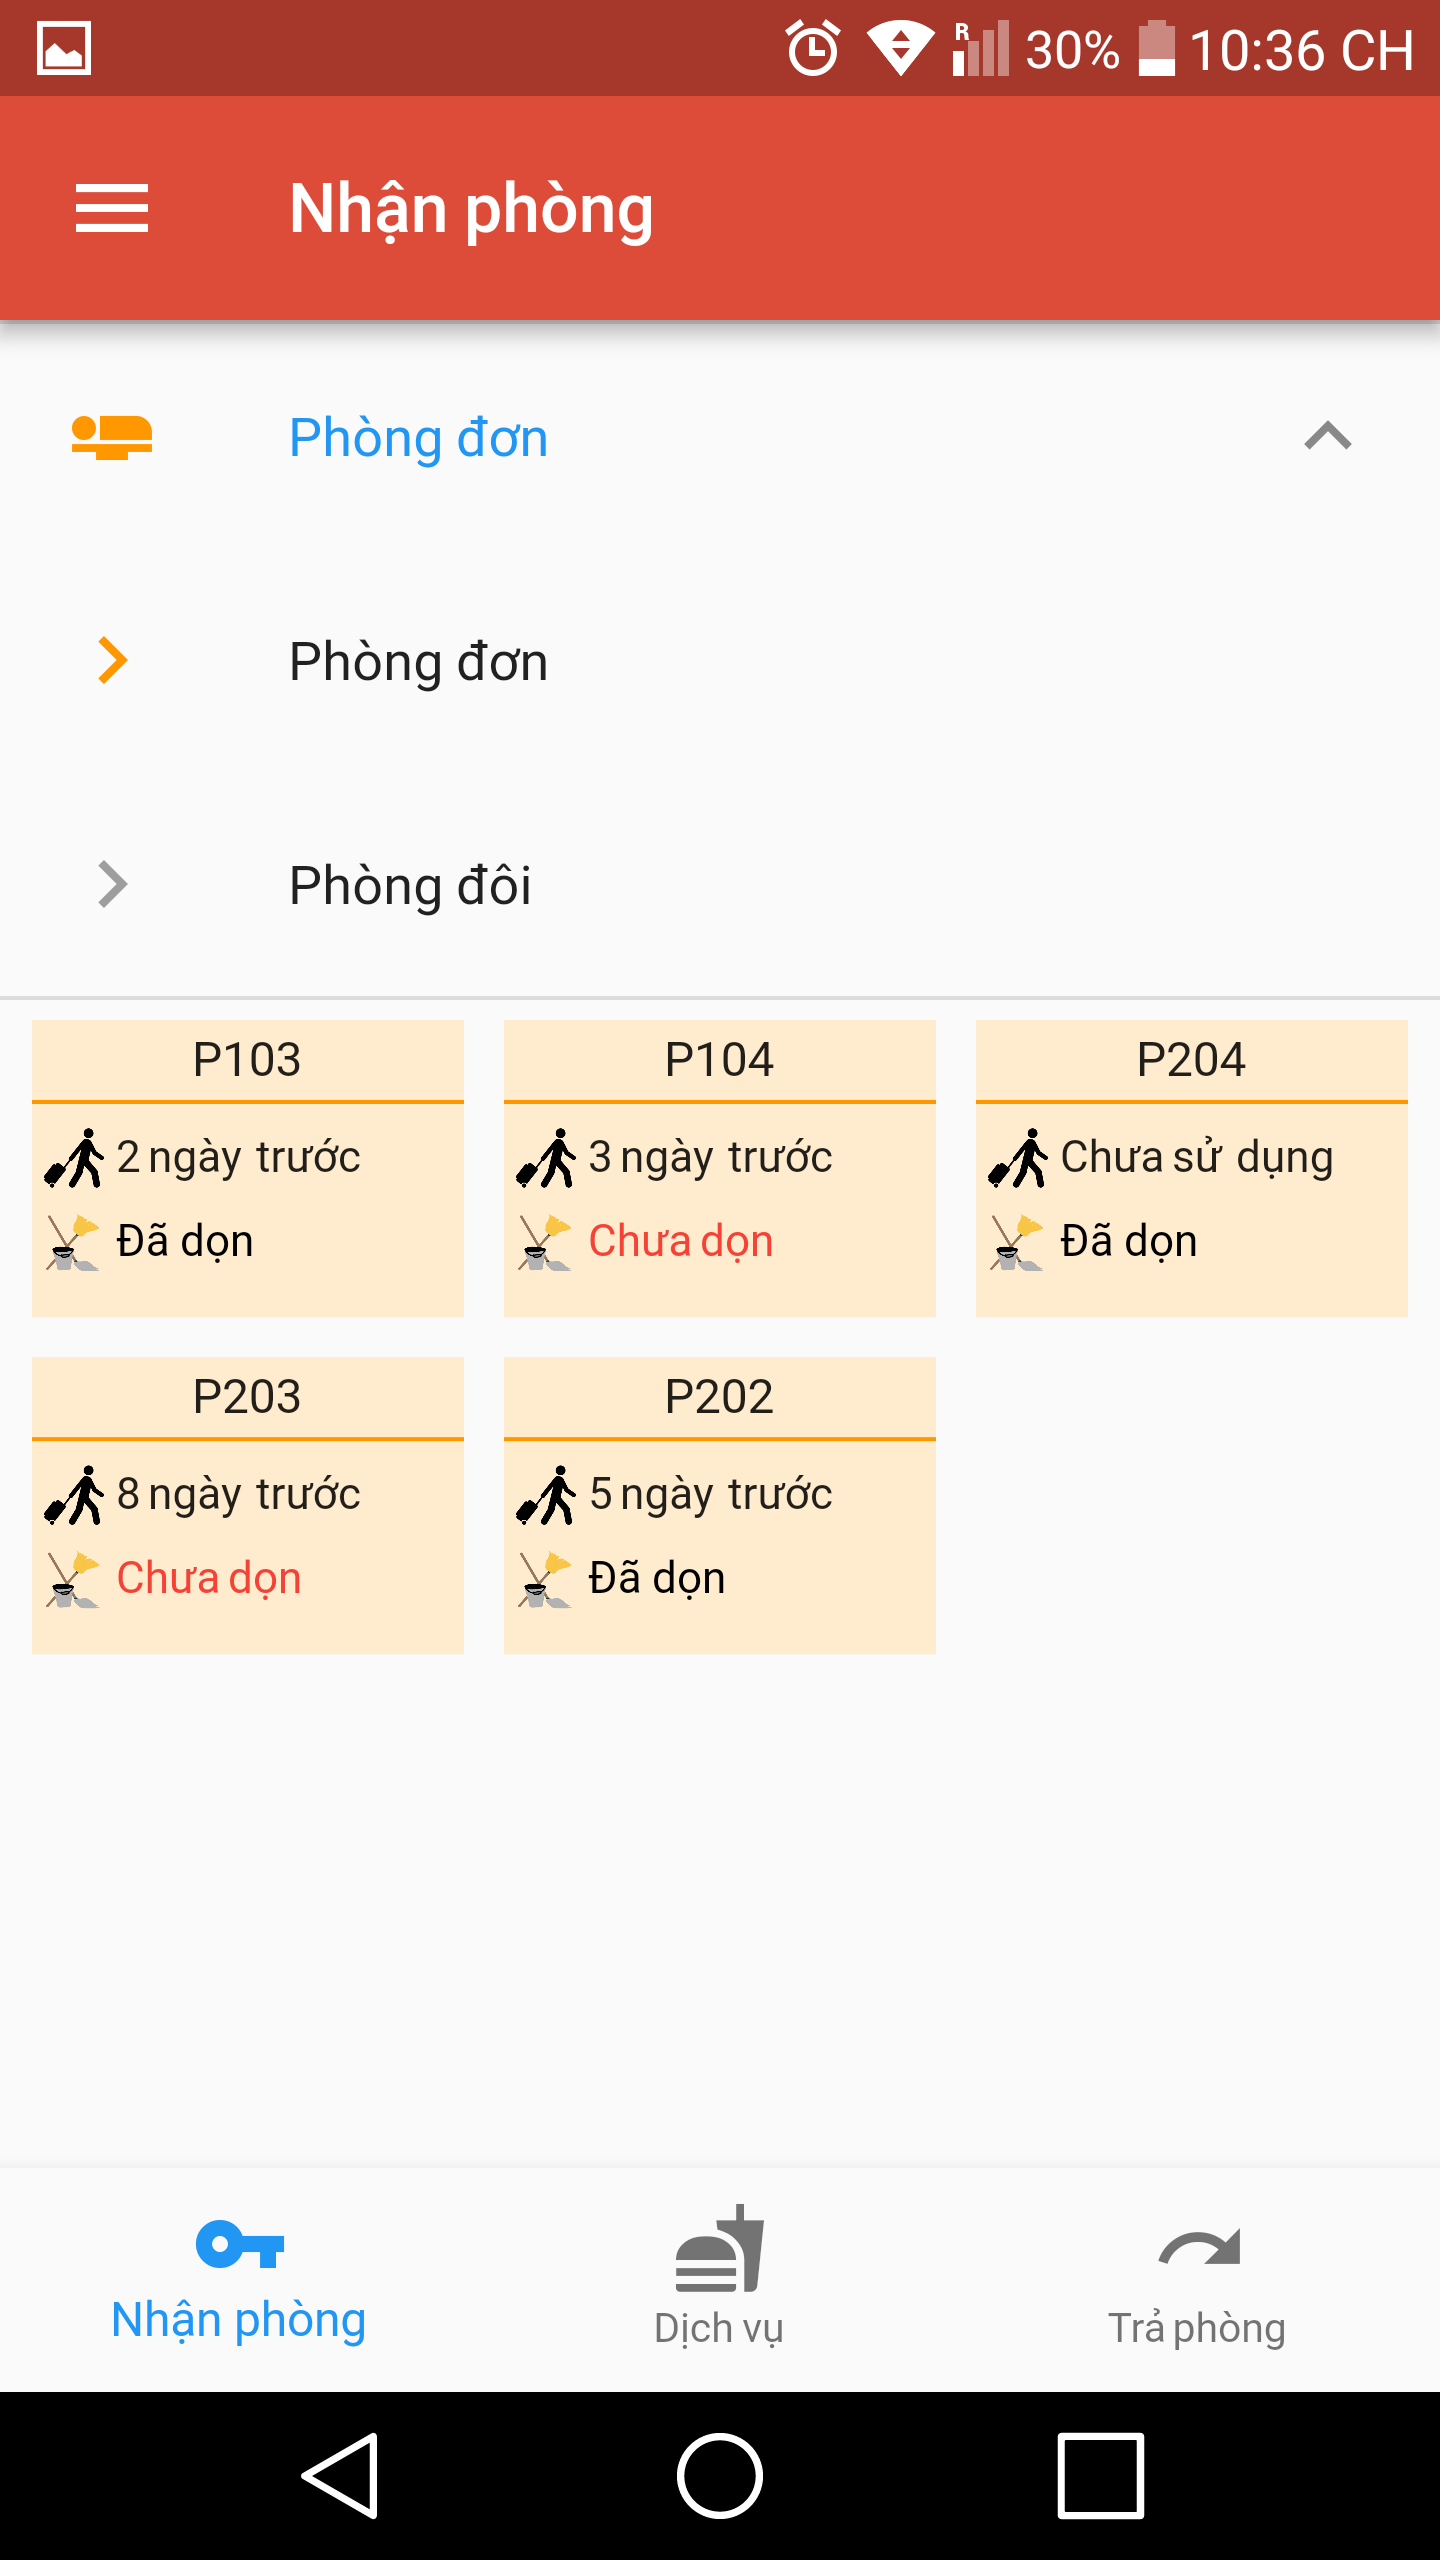 R 30% 10:36 CH
Nhận phòng
Phòng đơn
Phòng đơn
Phòng đôi
P103
2 ngày trước
Đã dọn
P104
3 ngày trước
Chưa dọn
P204
Chưa sử dụng
Đã dọn
P203
8 ngày trước
Chưa dọn
P202
5 ngày trước
Đã dọn
Nhận phòng
Dịch vụ
Trả phòng